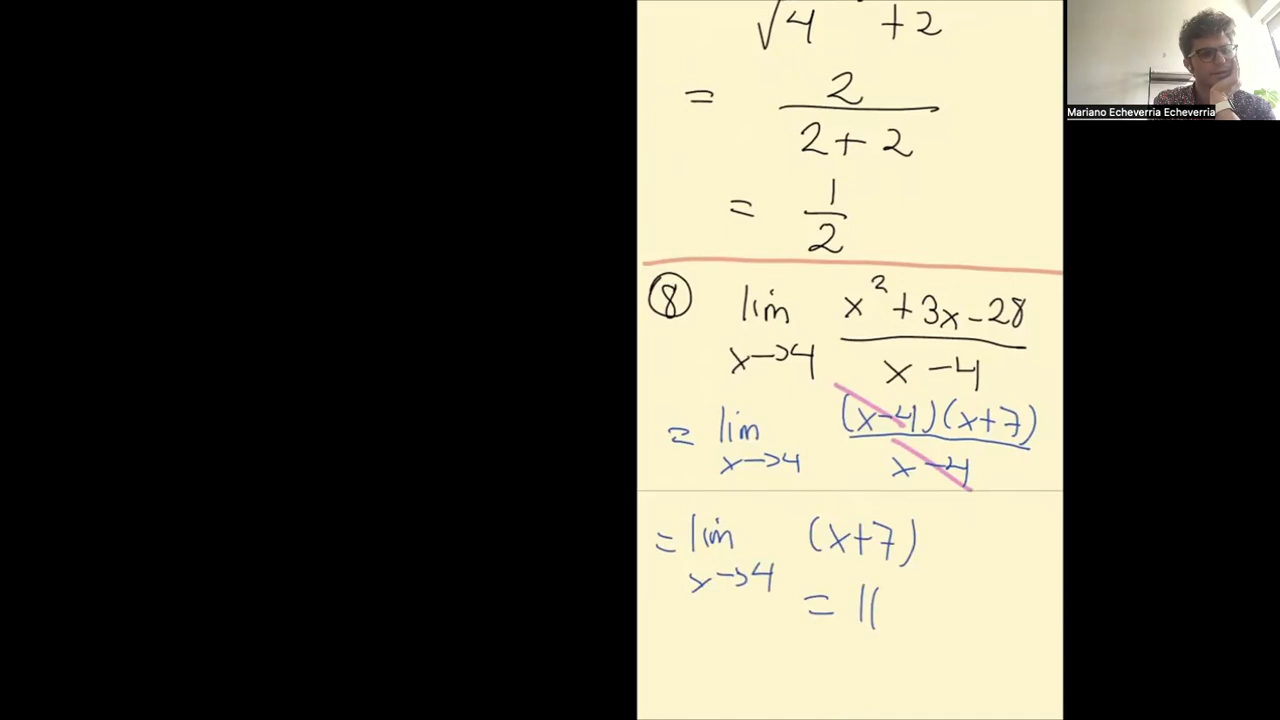 √4 + 2
= 2 / (2 + 2)
= 1/2
⑧ lim x→4 (x² + 3x - 28) / (x - 4)
= lim x→4 (x-4)(x+7) / (x-4)
= lim x→4 (x+7)
= 11
Mariano Echeverria Echeverria